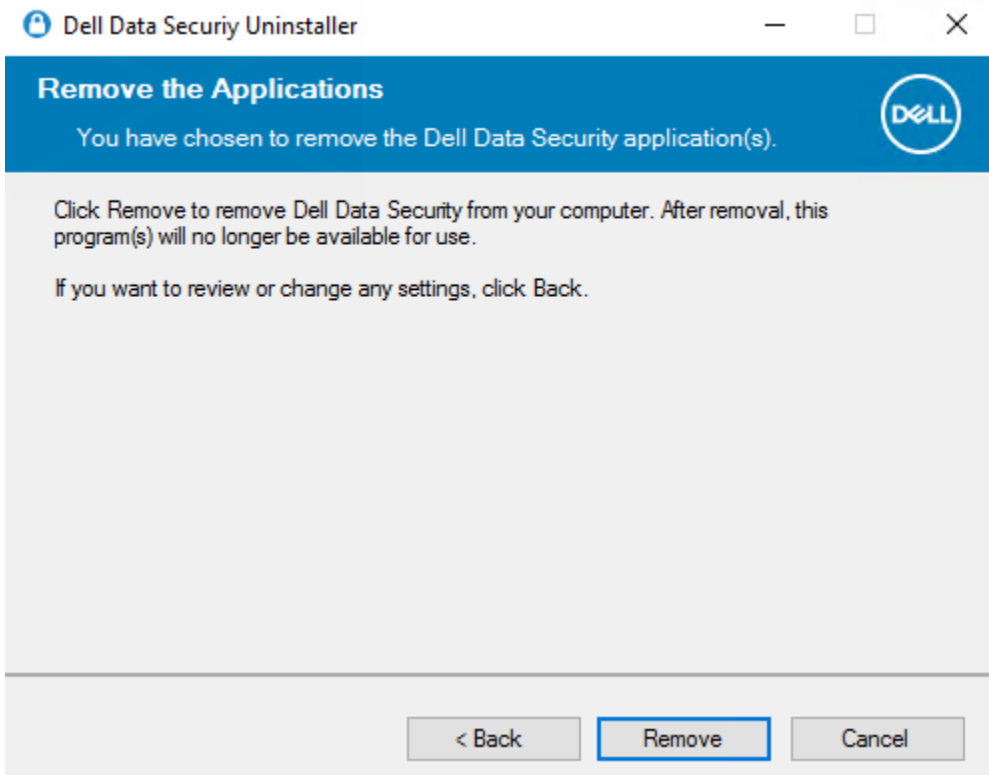 Dell Data Securiy Uninstaller
Remove the Applications
You have chosen to remove the Dell Data Security application(s).
DELL
Click Remove to remove Dell Data Security from your computer. After removal, this
program(s) will no longer be available for use.
If you want to review or change any settings, click Back.
< Back
Remove
Cancel